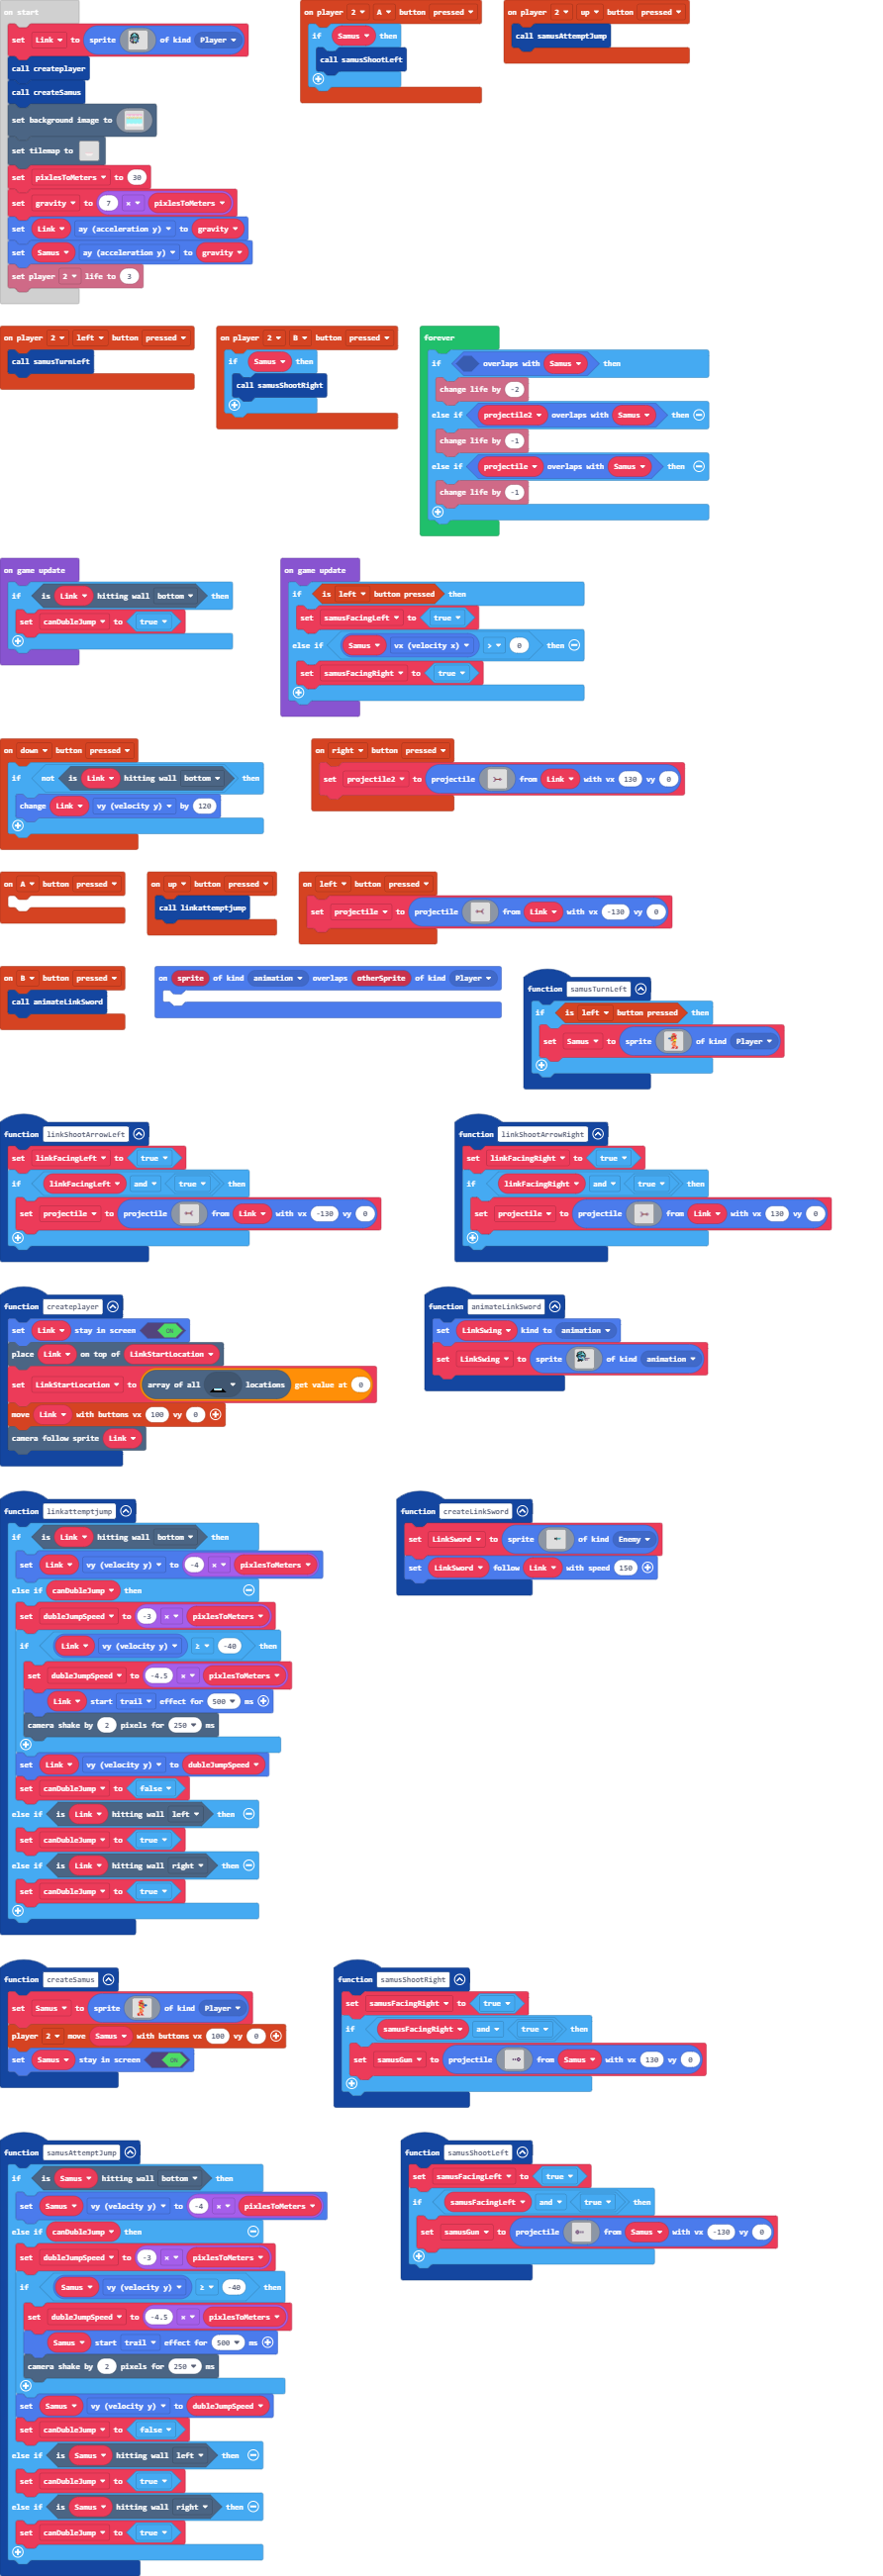 on start
set Link to sprite of kind Player
call createplayer
call createSamus
set background image to
set tilemap to
set pixlesToMeters to 30
set gravity to 7 × pixlesToMeters
set Link ay (acceleration y) to gravity
set Samus ay (acceleration y) to gravity
set player 2 life to 3
on player 2 A button pressed
if Samus then
call samusShootLeft
on player 2 up button pressed
call samusAttemptJump
on player 2 left button pressed
call samusTurnLeft
on player 2 B button pressed
if Samus then
call samusShootRight
forever
if overlaps with Samus then
change life by -2
else if projectile2 overlaps with Samus then
change life by -1
else if projectile overlaps with Samus then
change life by -1
on game update
if is Link hitting wall bottom then
set canDubleJump to true
on game update
if is left button pressed then
set samusFacingLeft to true
else if Samus vx (velocity x) > 0 then
set samusFacingRight to true
on down button pressed
if not is Link hitting wall bottom then
change Link vy (velocity y) by 120
on right button pressed
set projectile2 to projectile from Link with vx 130 vy 0
on A button pressed
on up button pressed
call linkattemptjump
on left button pressed
set projectile to projectile from Link with vx -130 vy 0
on B button pressed
call animateLinkSword
on sprite of kind animation overlaps otherSprite of kind Player
function samusTurnLeft
if is left button pressed then
set Samus to sprite of kind Player
function linkShootArrowLeft
set linkFacingLeft to true
if linkFacingLeft and true then
set projectile to projectile from Link with vx -130 vy 0
function linkShootArrowRight
set linkFacingRight to true
if linkFacingRight and true then
set projectile to projectile from Link with vx 130 vy 0
function createplayer
set Link stay in screen ON
place Link on top of LinkStartLocation
set LinkStartLocation to array of all locations get value at 0
move Link with buttons vx 100 vy 0
camera follow sprite Link
function animateLinkSword
set LinkSwing kind to animation
set LinkSwing to sprite of kind animation
function linkattemptjump
if is Link hitting wall bottom then
set Link vy (velocity y) to -4 × pixlesToMeters
else if canDubleJump then
set dubleJumpSpeed to -3 × pixlesToMeters
if Link vy (velocity y) ≥ -40 then
set dubleJumpSpeed to -4.5 × pixlesToMeters
Link start trail effect for 500 ms
camera shake by 2 pixels for 250 ms
set Link vy (velocity y) to dubleJumpSpeed
set canDubleJump to false
else if is Link hitting wall left then
set canDubleJump to true
else if is Link hitting wall right then
set canDubleJump to true
function createLinkSword
set LinkSword to sprite of kind Enemy
set LinkSword follow Link with speed 150
function createSamus
set Samus to sprite of kind Player
player 2 move Samus with buttons vx 100 vy 0
set Samus stay in screen ON
function samusShootRight
set samusFacingRight to true
if samusFacingRight and true then
set samusGun to projectile from Samus with vx 130 vy 0
function samusAttemptJump
if is Samus hitting wall bottom then
set Samus vy (velocity y) to -4 × pixlesToMeters
else if canDubleJump then
set dubleJumpSpeed to -3 × pixlesToMeters
if Samus vy (velocity y) ≥ -40 then
set dubleJumpSpeed to -4.5 × pixlesToMeters
Samus start trail effect for 500 ms
camera shake by 2 pixels for 250 ms
set Samus vy (velocity y) to dubleJumpSpeed
set canDubleJump to false
else if is Samus hitting wall left then
set canDubleJump to true
else if is Samus hitting wall right then
set canDubleJump to true
function samusShootLeft
set samusFacingLeft to true
if samusFacingLeft and true then
set samusGun to projectile from Samus with vx -130 vy 0